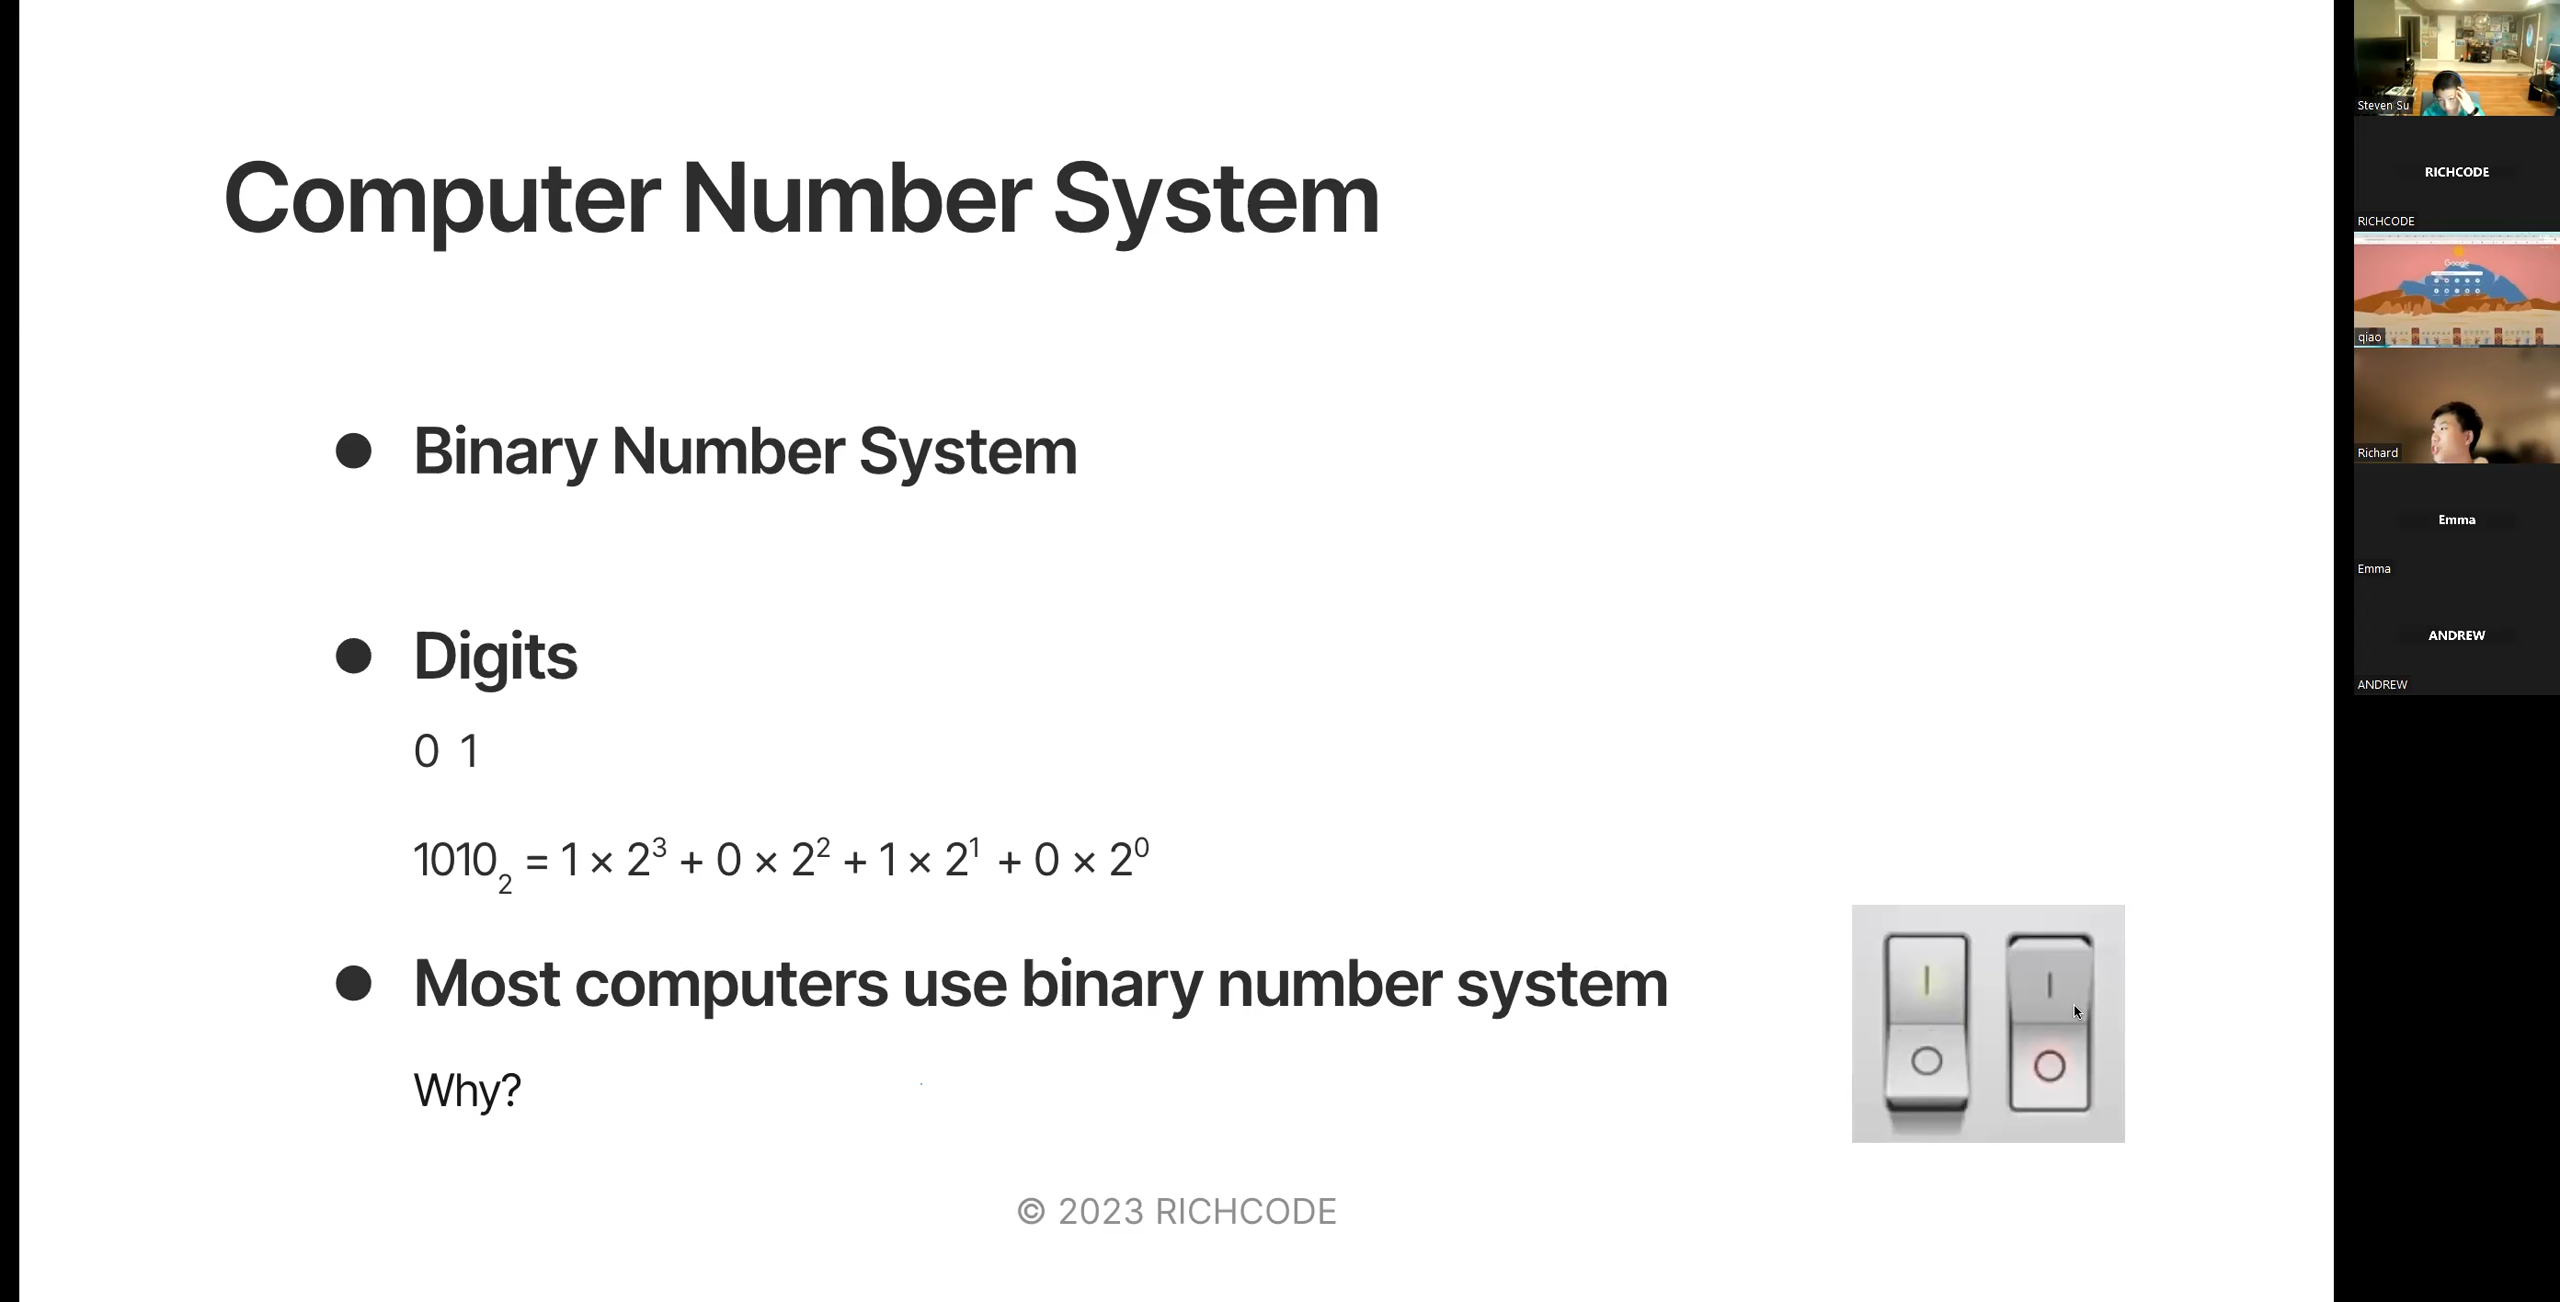 Computer Number System
● Binary Number System
● Digits
0 1
1010₂ = 1 × 2³ + 0 × 2² + 1 × 2¹ + 0 × 2⁰
● Most computers use binary number system
Why?
© 2023 RICHCODE
Steven Su
RICHCODE
RICHCODE
Google
qiao
Richard
Emma
Emma
ANDREW
ANDREW